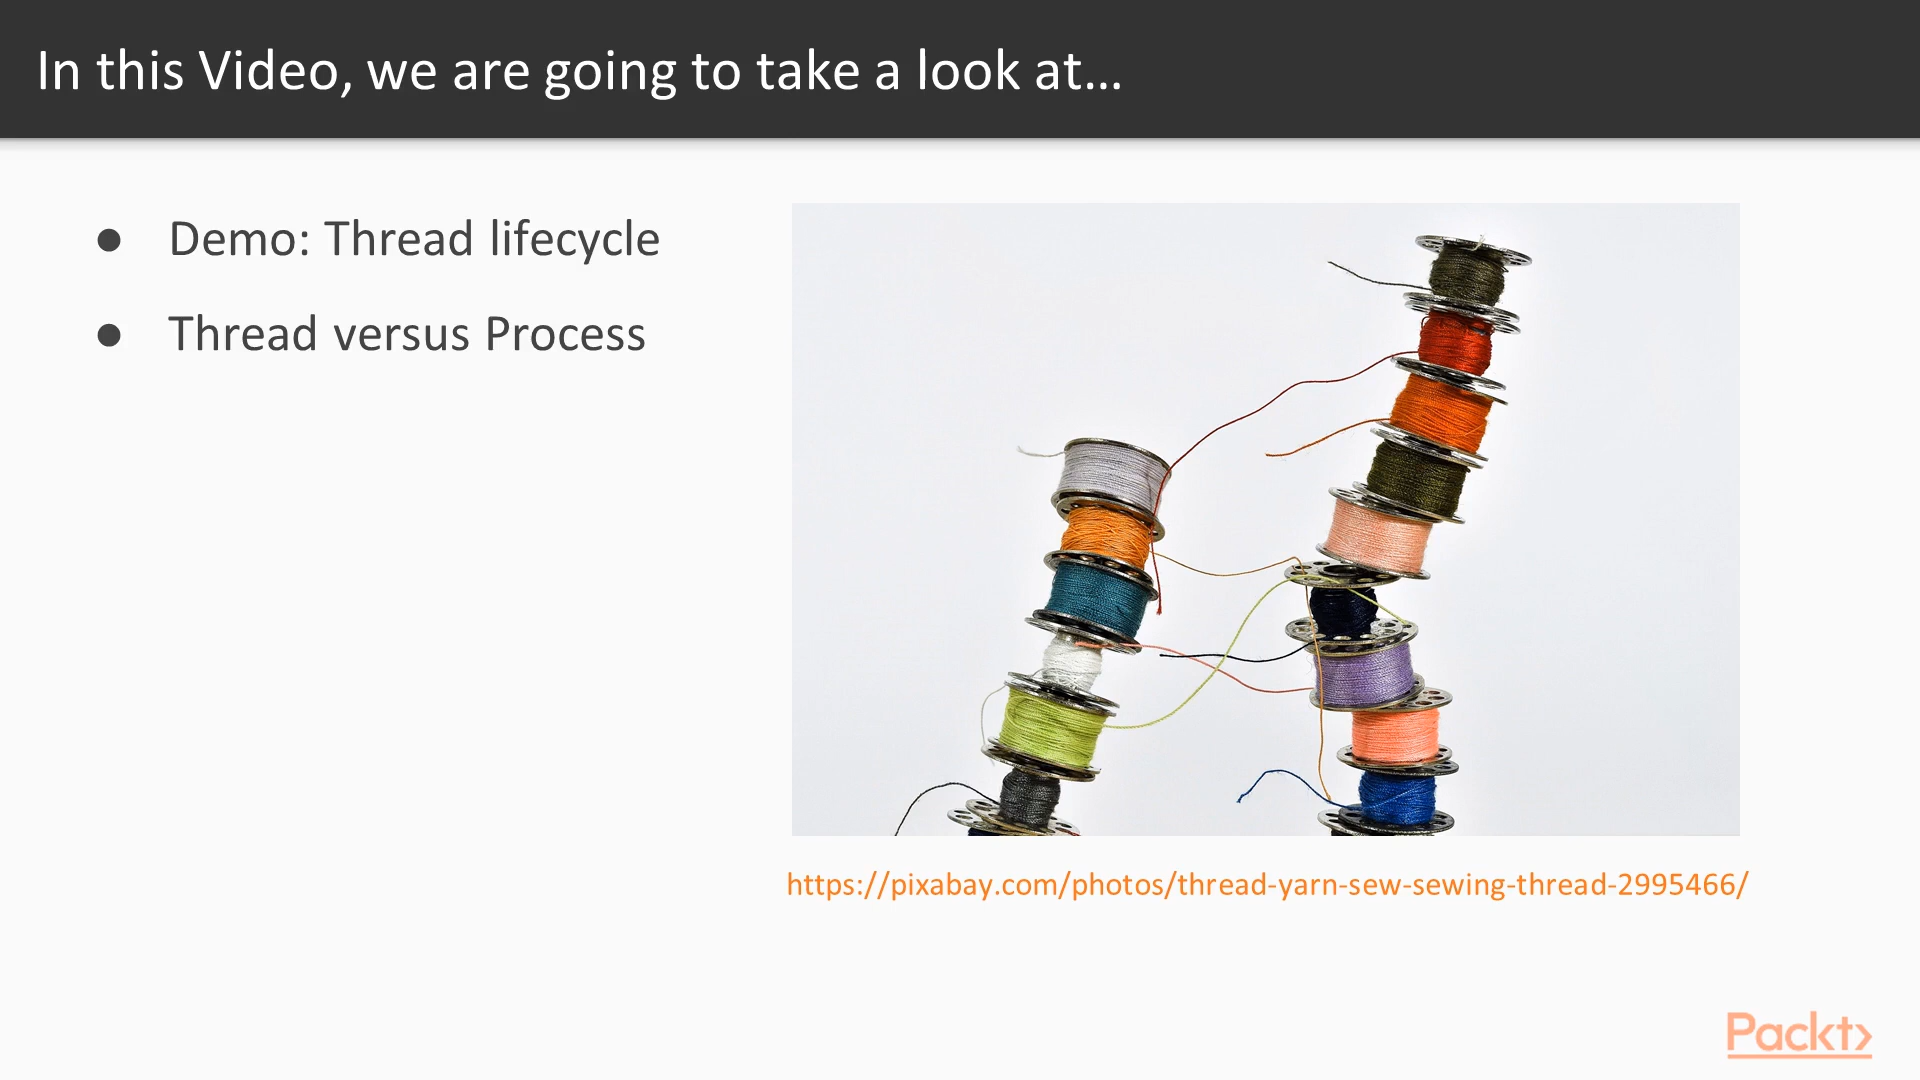 In this Video, we are going to take a look at...
● Demo: Thread lifecycle
● Thread versus Process
https://pixabay.com/photos/thread-yarn-sew-sewing-thread-2995466/
Packt>